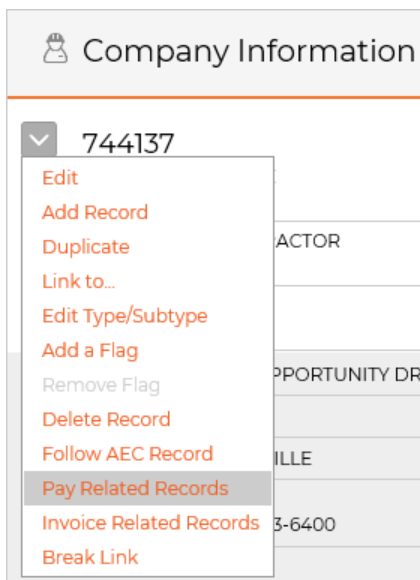 Company Information
744137
Edit
Add Record
Duplicate
ACTOR
Link to...
Edit Type/Subtype
Add a Flag
Remove Flag
PPORTUNITY DR
Delete Record
Follow AEC Record
ILLE
Pay Related Records
Invoice Related Records
3-6400
Break Link